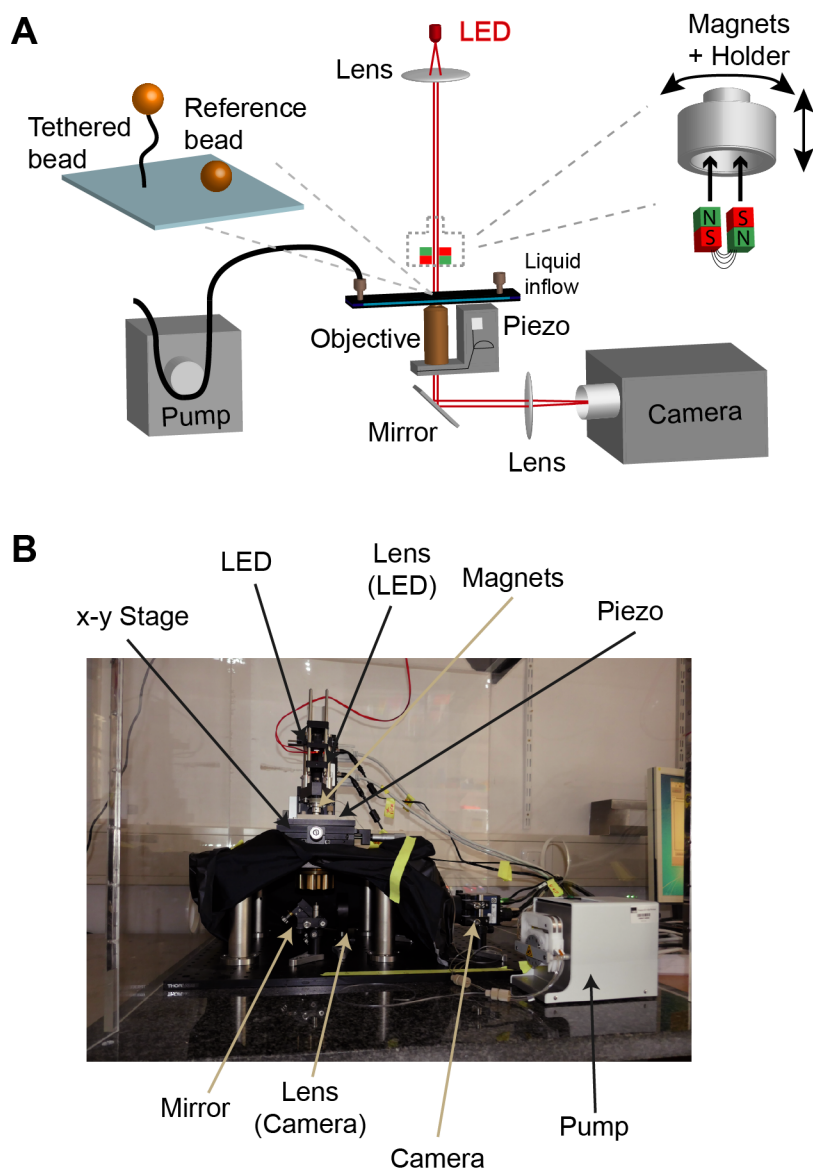 A
LED
Lens
Magnets
+ Holder
Reference
bead
Tethered
bead
N
S
S
N
Liquid
inflow
Objective
Piezo
Pump
Mirror
Lens
Camera
B
LED
Lens
(LED)
Magnets
x-y Stage
Piezo
Mirror
Lens
(Camera)
Camera
Pump